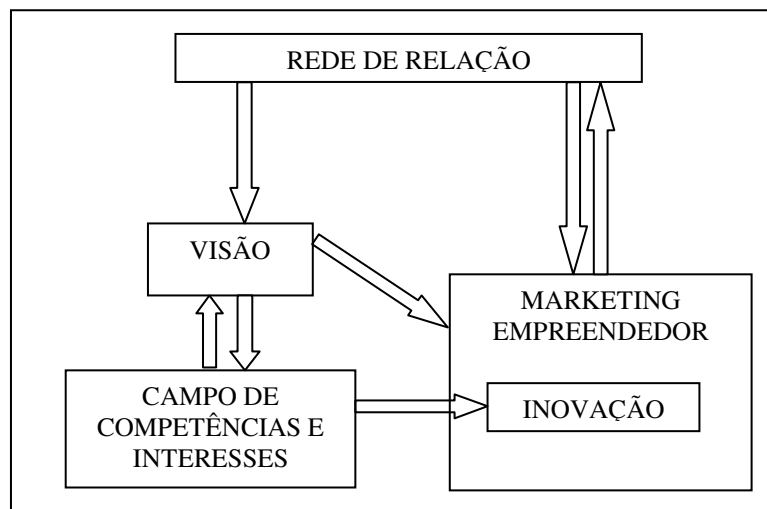 REDE DE RELAÇÃO
VISÃO
MARKETING
EMPREENDEDOR
CAMPO DE
COMPETÊNCIAS E
INTERESSES
INOVAÇÃO